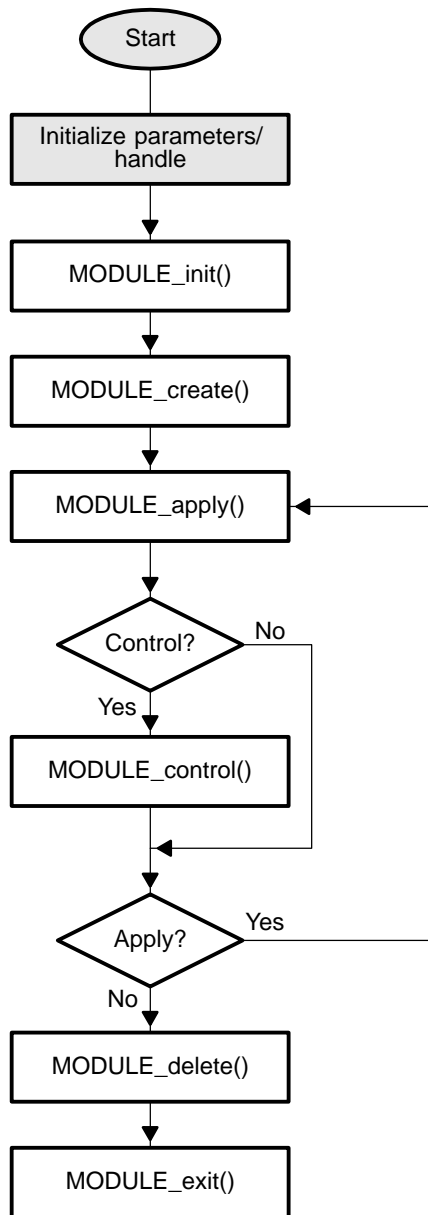 Start
Initialize parameters/
handle
MODULE_init()
MODULE_create()
MODULE_apply()
Control?
No
Yes
MODULE_control()
Apply?
Yes
No
MODULE_delete()
MODULE_exit()